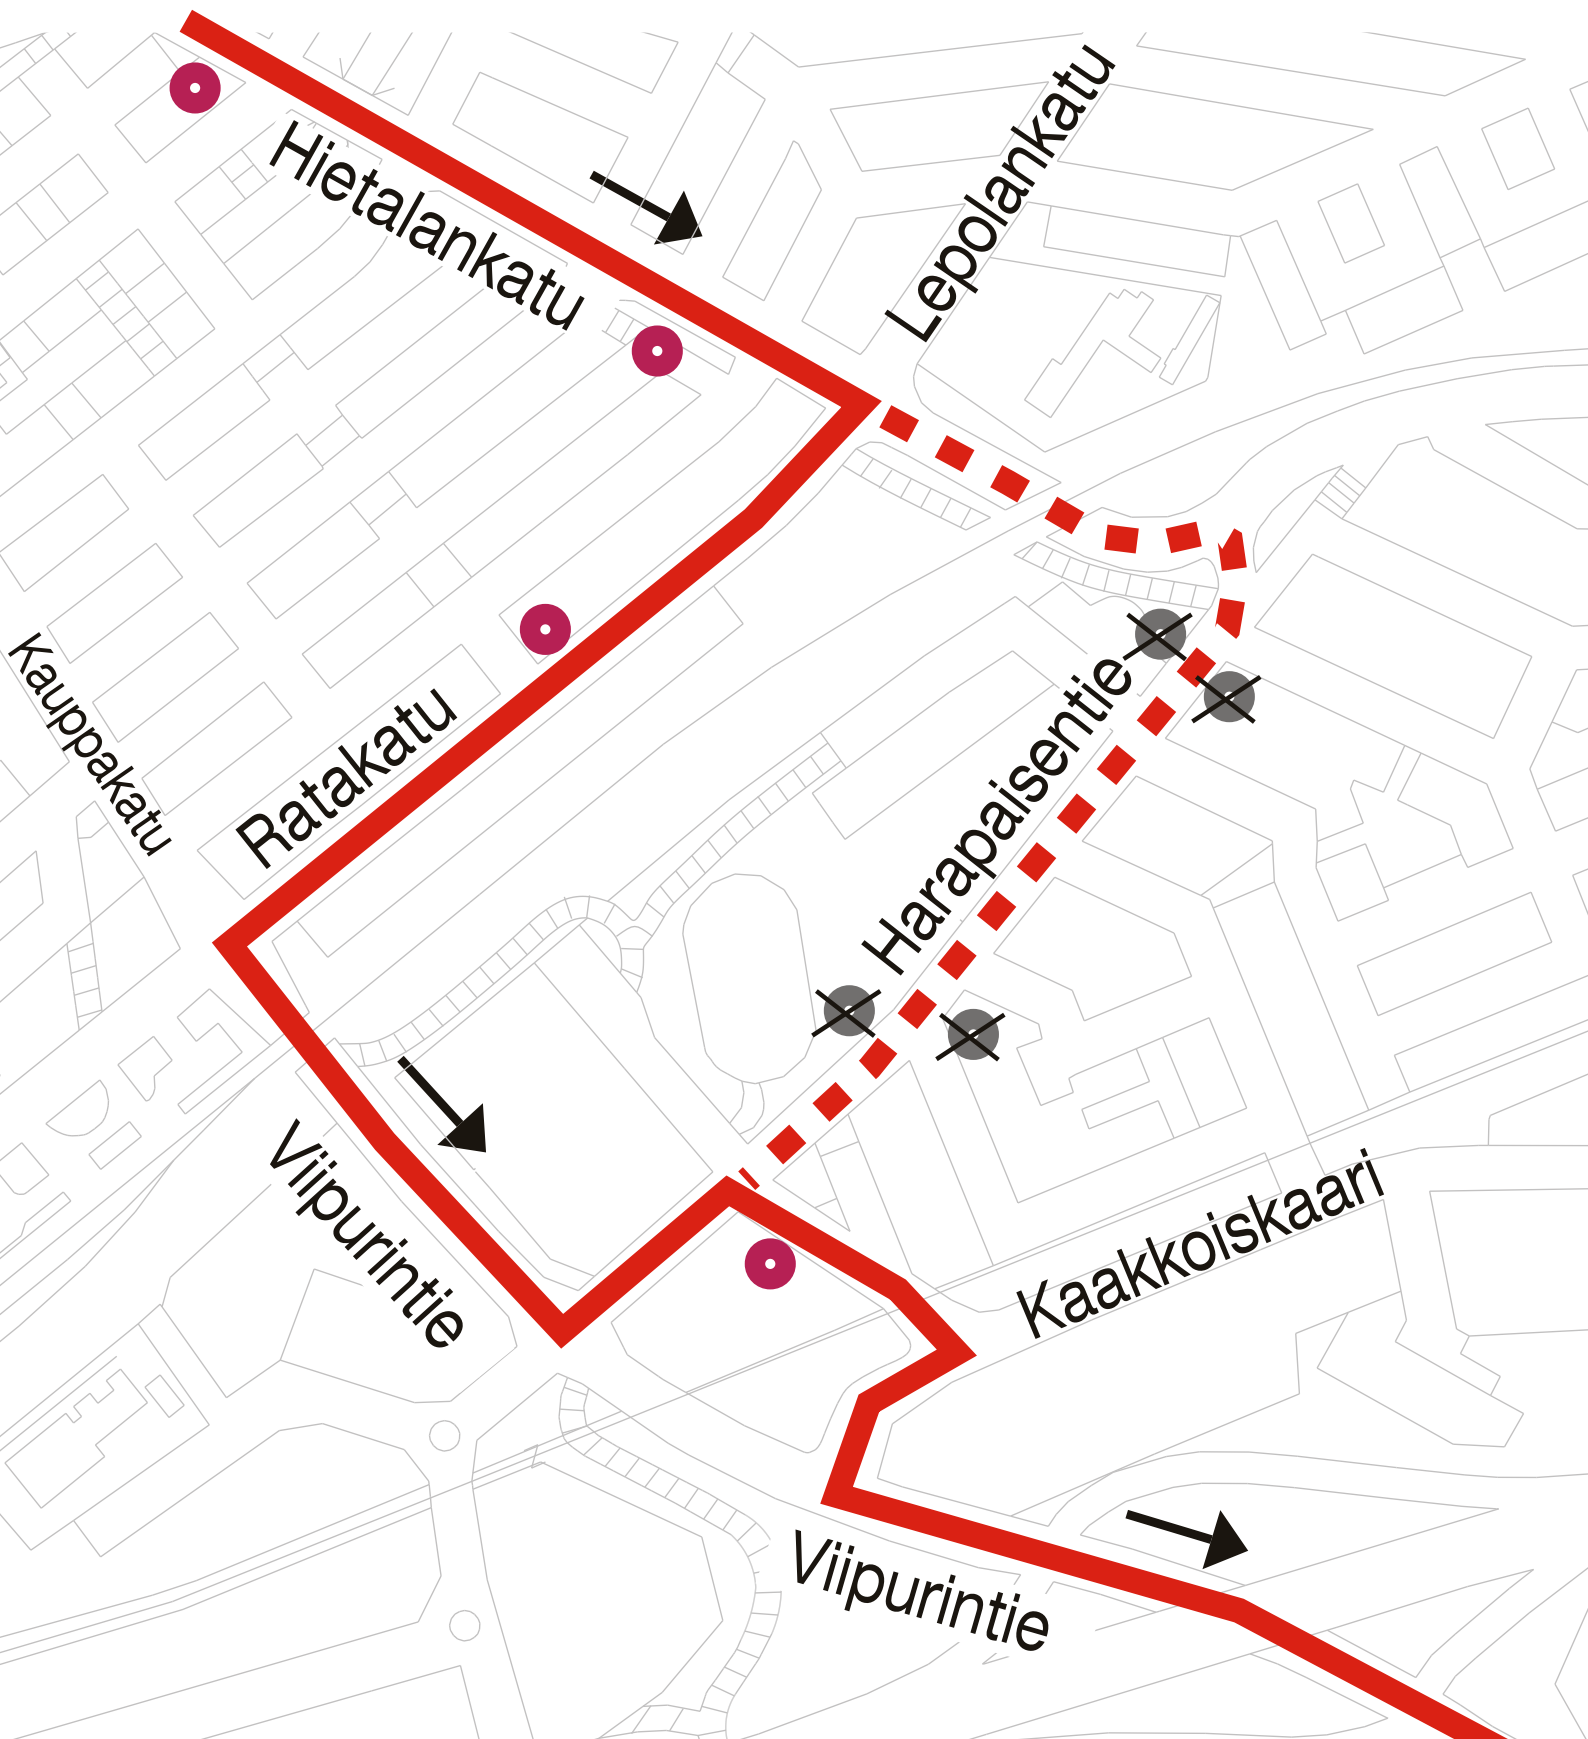 Lepolankatu
Hietalankatu
Kauppakatu
Ratakatu
Harapaisentie
Viipurintie
Kaakkoiskaari
Viipurintie